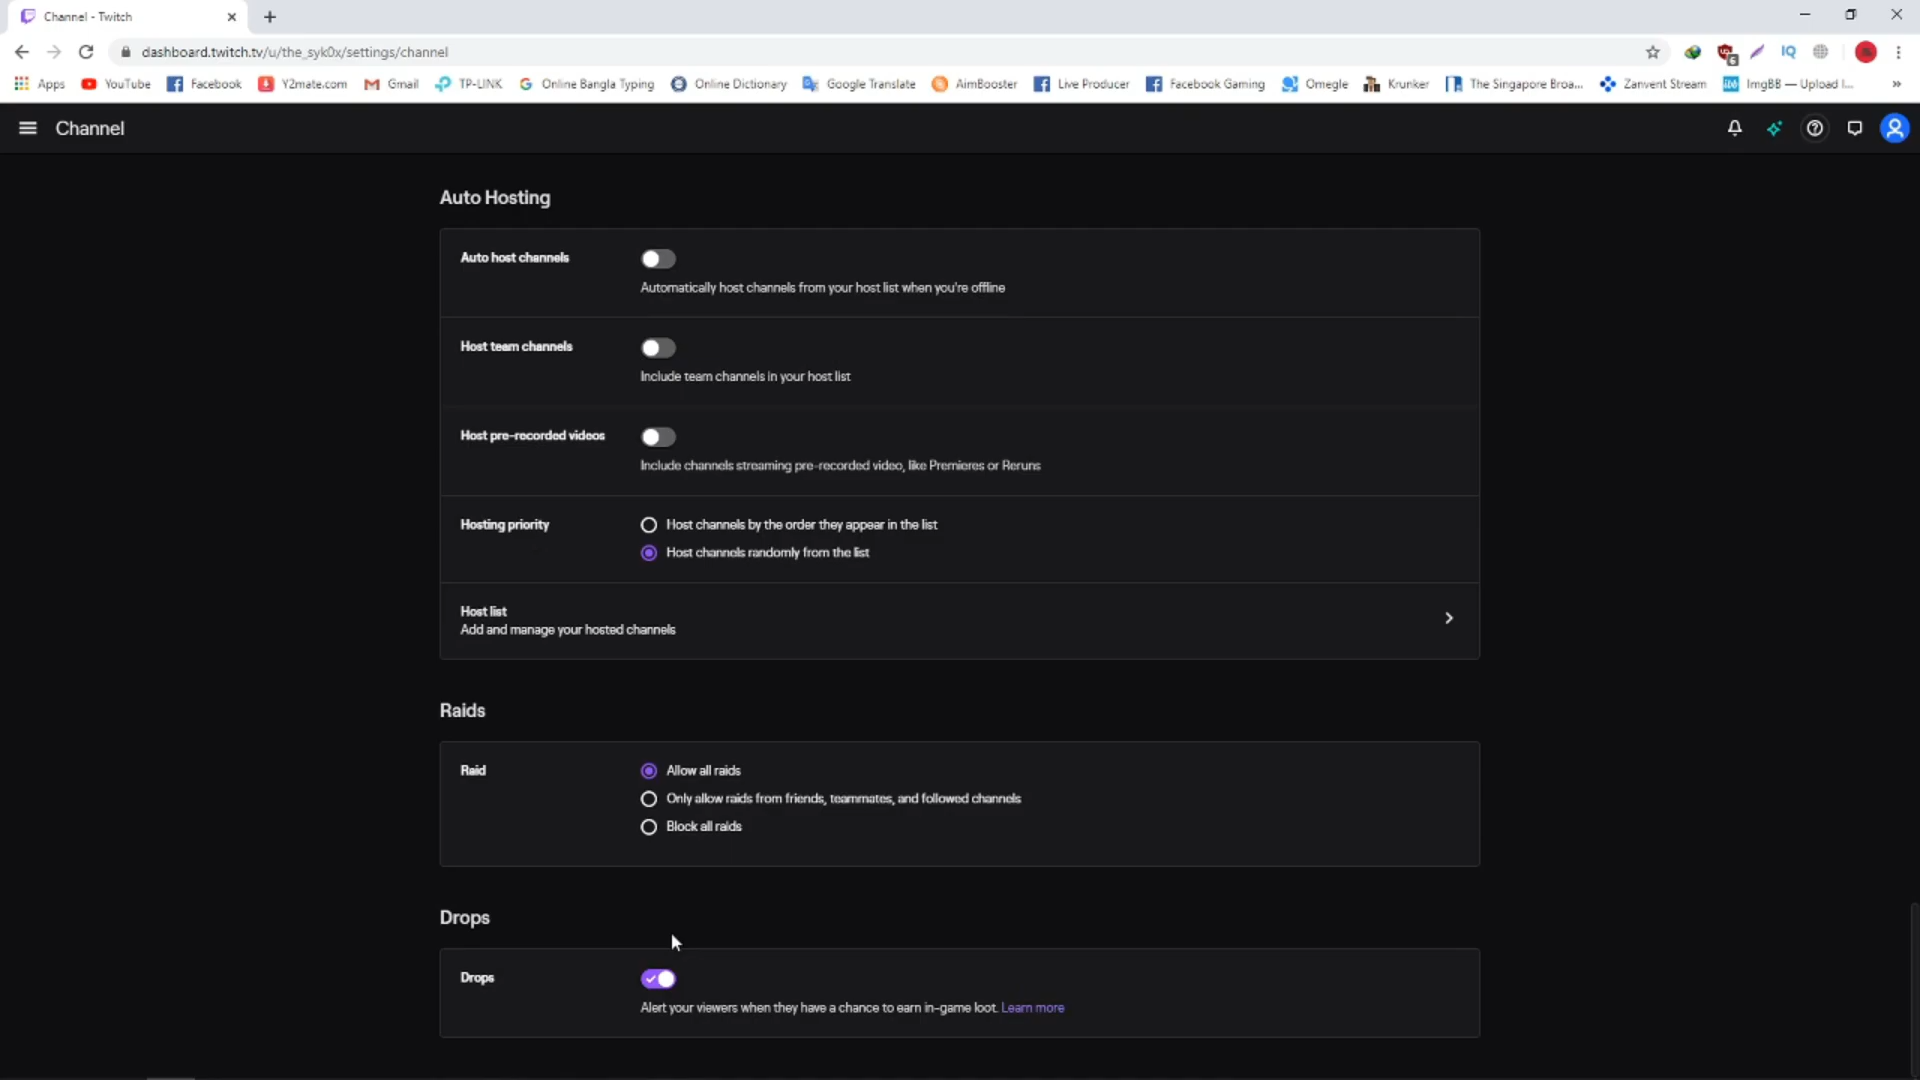 Channel - Twitch
dashboard.twitch.tv/u/the_syk0x/settings/channel
6
IQ
Apps YouTube Facebook Y2mate.com Gmail TP-LINK Online Bangla Typing Online Dictionary Google Translate AimBooster Live Producer Facebook Gaming Omegle Krunker The Singapore Broa... Zanvent Stream ImgBB — Upload I... »
Channel
Auto Hosting
Auto host channels
Automatically host channels from your host list when you're offline
Host team channels
Include team channels in your host list
Host pre-recorded videos
Include channels streaming pre-recorded video, like Premieres or Reruns
Hosting priority
Host channels by the order they appear in the list
Host channels randomly from the list
Host list
Add and manage your hosted channels
Raids
Raid
Allow all raids
Only allow raids from friends, teammates, and followed channels
Block all raids
Drops
Drops
Alert your viewers when they have a chance to earn in-game loot. Learn more